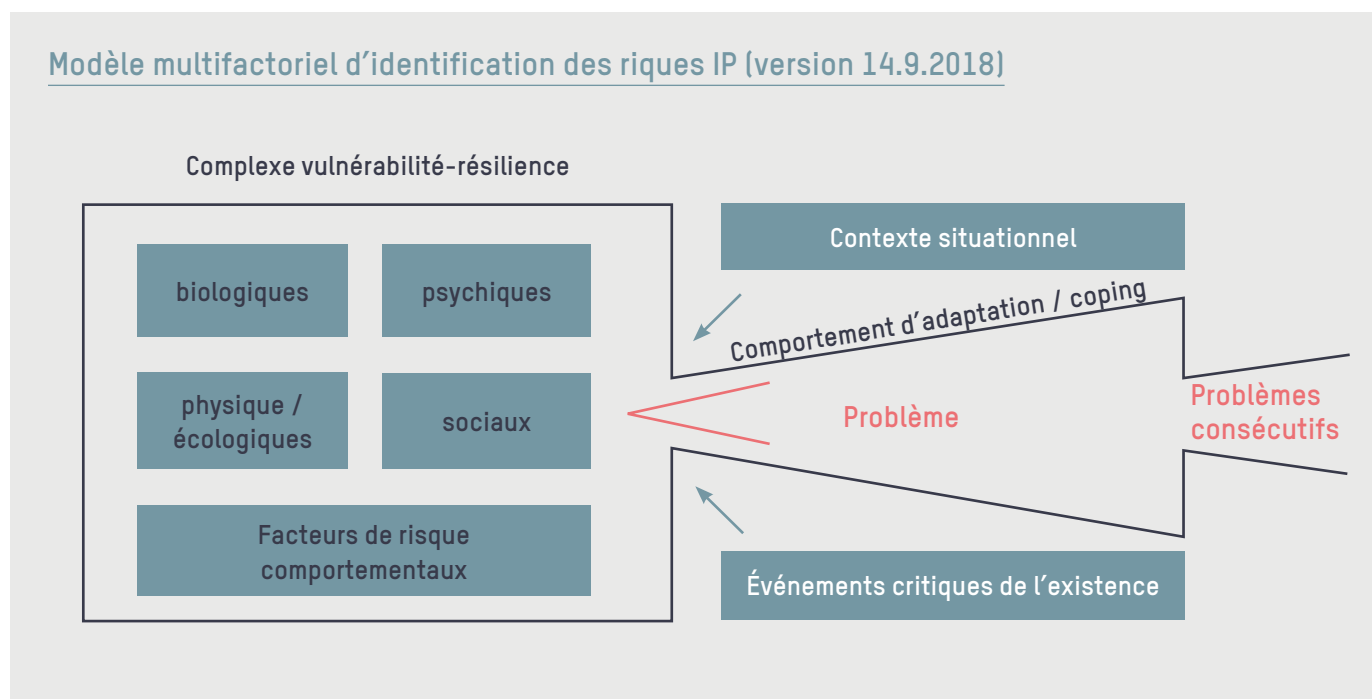 Modèle multifactoriel d’identification des riques IP (version 14.9.2018)
Complexe vulnérabilité-résilience
biologiques
psychiques
physique /
écologiques
sociaux
Facteurs de risque
comportementaux
Contexte situationnel
Comportement d’adaptation / coping
Problème
Problèmes
consécutifs
Événements critiques de l’existence